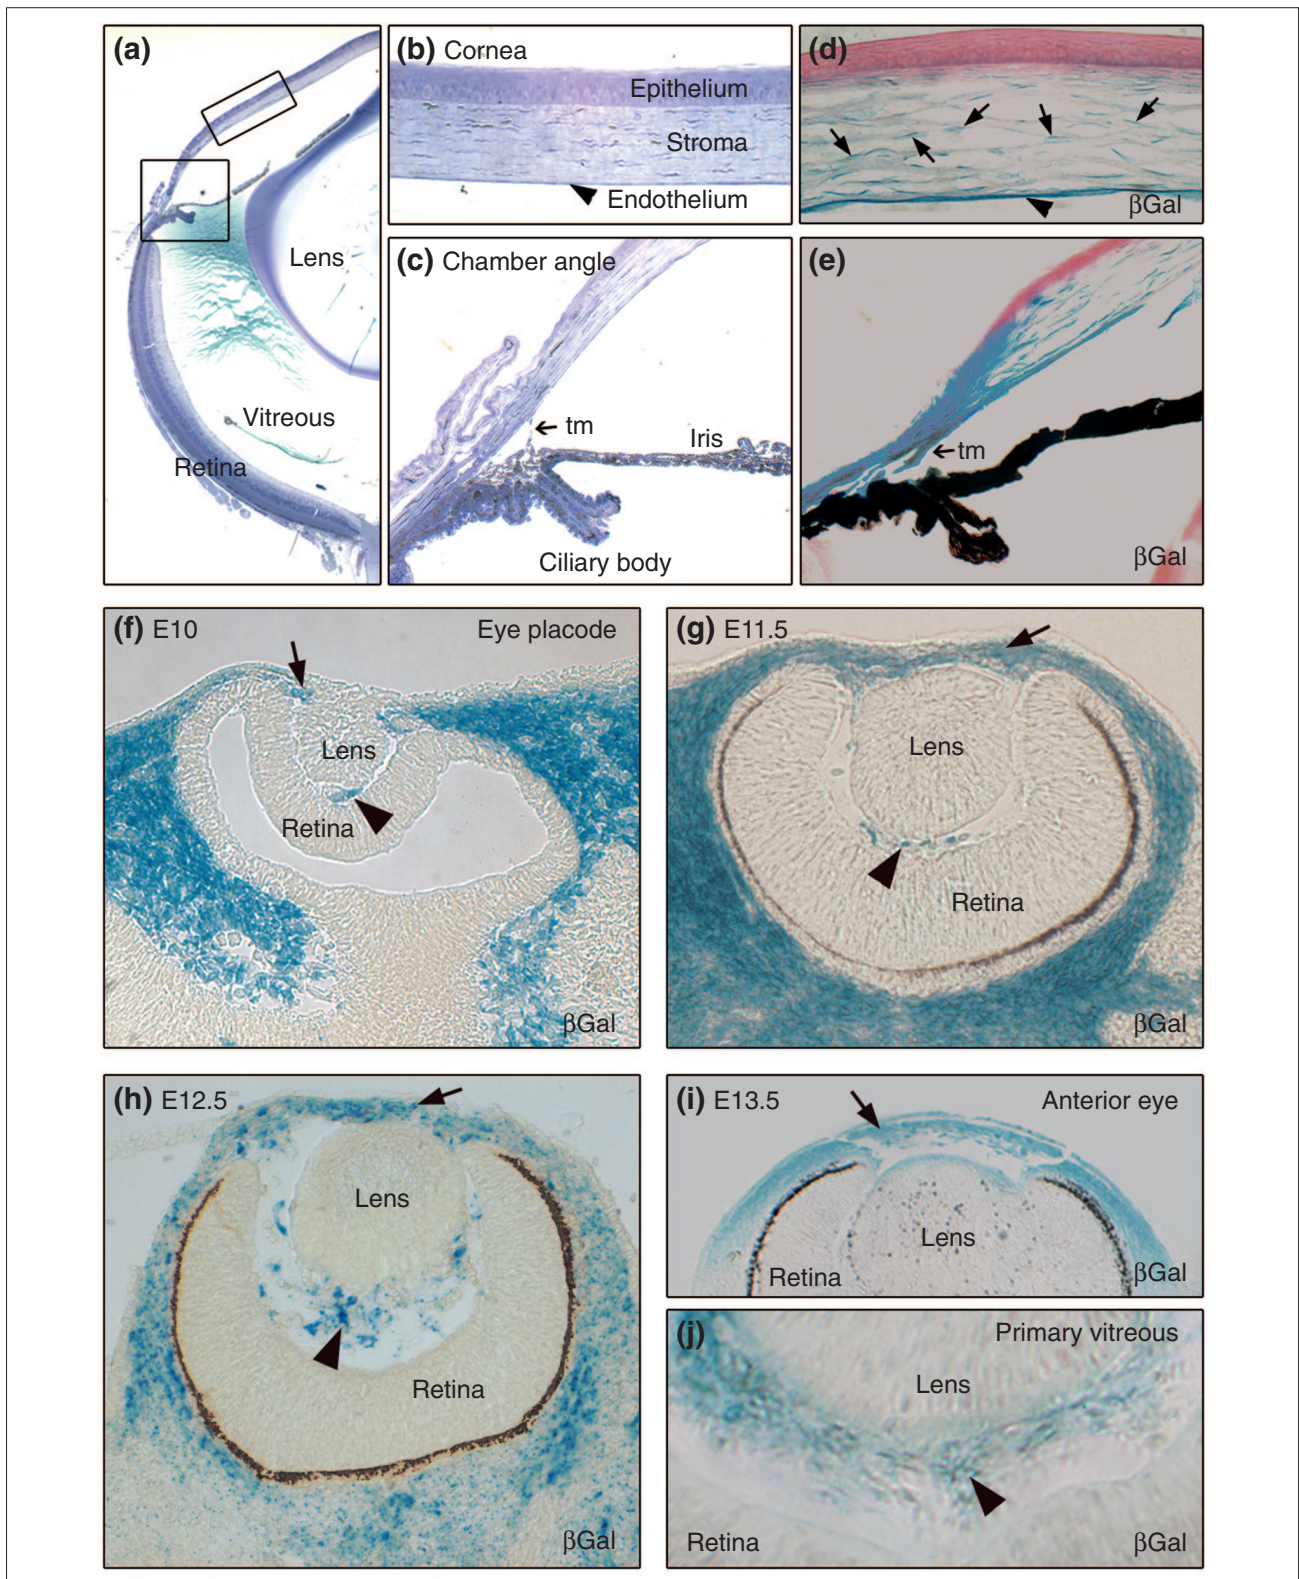 (a)
Lens
Vitreous
Retina
(b) Cornea
Epithelium
Stroma
Endothelium
(c) Chamber angle
tm
Iris
Ciliary body
(d)
βGal
(e)
tm
βGal
(f) E10 Eye placode
Lens
Retina
βGal
(g) E11.5
Lens
Retina
βGal
(h) E12.5
Lens
Retina
βGal
(i) E13.5 Anterior eye
Lens
Retina
βGal
(j) Primary vitreous
Lens
Retina
βGal